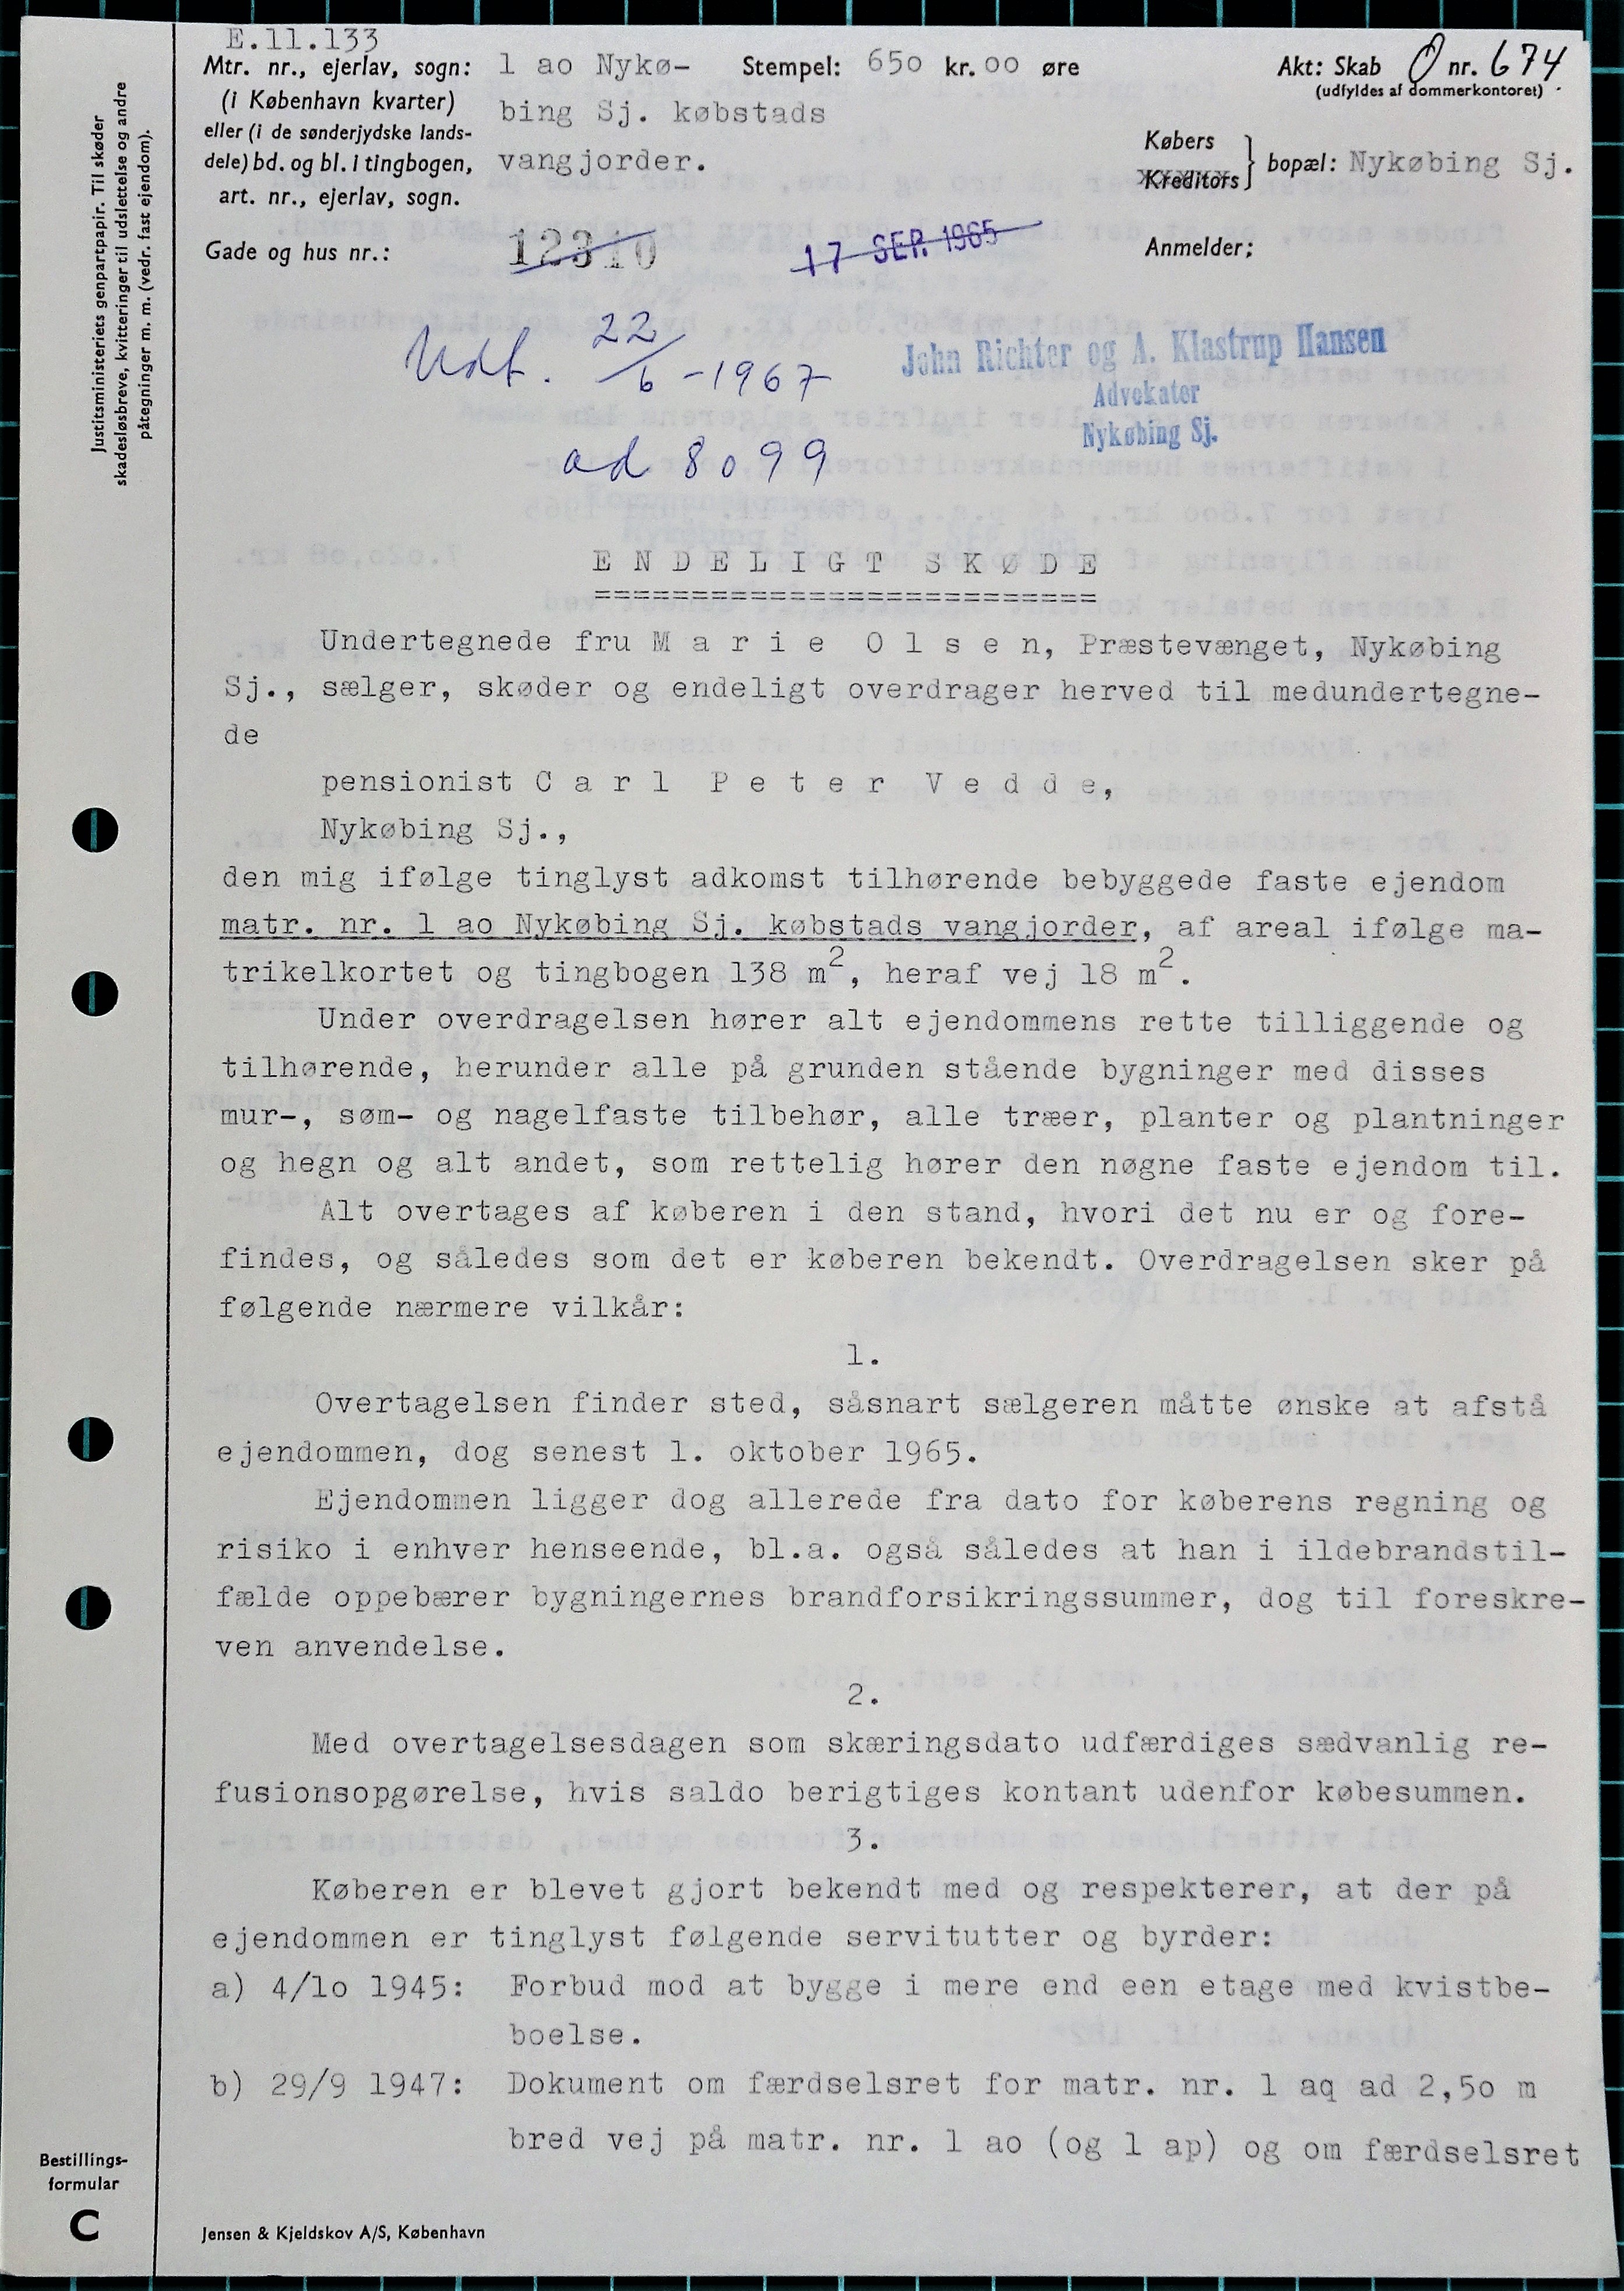 E.11.133
Mtr. nr., ejerlav, sogn: 1 ao Nykø- Stempel: 650 kr. 00 øre Akt: Skab Ø nr. 674
(i København kvarter) bing Sj. købstads (udfyldes af dommerkontoret)
eller (i de sønderjydske lands-
dele) bd. og bl. i tingbogen, vangjorder.
art. nr., ejerlav, sogn.
Købers
Kreditors
bopæl: Nykøbing Sj.
Gade og hus nr.: 12310 17 SEP. 1965 Anmelder:
Udt. 22/6-1967
ad 8099
John Richter og A. Klastrup Hansen
Advokater
Nykøbing Sj.
Justitsministeriets genpartpapir. Til skøder
skadesløsbreve, kvitteringer til udslettelse og andre
påtegninger m. m. (vedr. fast ejendom).
ENDELIGT SKØDE
==========================
Undertegnede fru Marie Olsen, Præstevænget, Nykøbing
Sj., sælger, skøder og endeligt overdrager herved til medundertegne-
de
pensionist Carl Peter Vedde,
Nykøbing Sj.,
den mig ifølge tinglyst adkomst tilhørende bebyggede faste ejendom
matr. nr. 1 ao Nykøbing Sj. købstads vangjorder, af areal ifølge ma-
trikelkortet og tingbogen 138 m², heraf vej 18 m².
Under overdragelsen hører alt ejendommens rette tilliggende og
tilhørende, herunder alle på grunden stående bygninger med disses
mur-, søm- og nagelfaste tilbehør, alle træer, planter og plantninger
og hegn og alt andet, som rettelig hører den nøgne faste ejendom til.
Alt overtages af køberen i den stand, hvori det nu er og fore-
findes, og således som det er køberen bekendt. Overdragelsen sker på
følgende nærmere vilkår:
1.
Overtagelsen finder sted, såsnart sælgeren måtte ønske at afstå
ejendommen, dog senest 1. oktober 1965.
Ejendommen ligger dog allerede fra dato for køberens regning og
risiko i enhver henseende, bl.a. også således at han i ildebrandstil-
fælde oppebærer bygningernes brandforsikringssummer, dog til foreskre-
ven anvendelse.
2.
Med overtagelsesdagen som skæringsdato udfærdiges sædvanlig re-
fusionsopgørelse, hvis saldo berigtiges kontant udenfor købesummen.
3.
Køberen er blevet gjort bekendt med og respekterer, at der på
ejendommen er tinglyst følgende servitutter og byrder:
a) 4/10 1945: Forbud mod at bygge i mere end een etage med kvistbe-
boelse.
b) 29/9 1947: Dokument om færdselsret for matr. nr. 1 aq ad 2,50 m
bred vej på matr. nr. 1 ao (og 1 ap) og om færdselsret
Bestillings-
formular
C
Jensen & Kjeldskov A/S, København